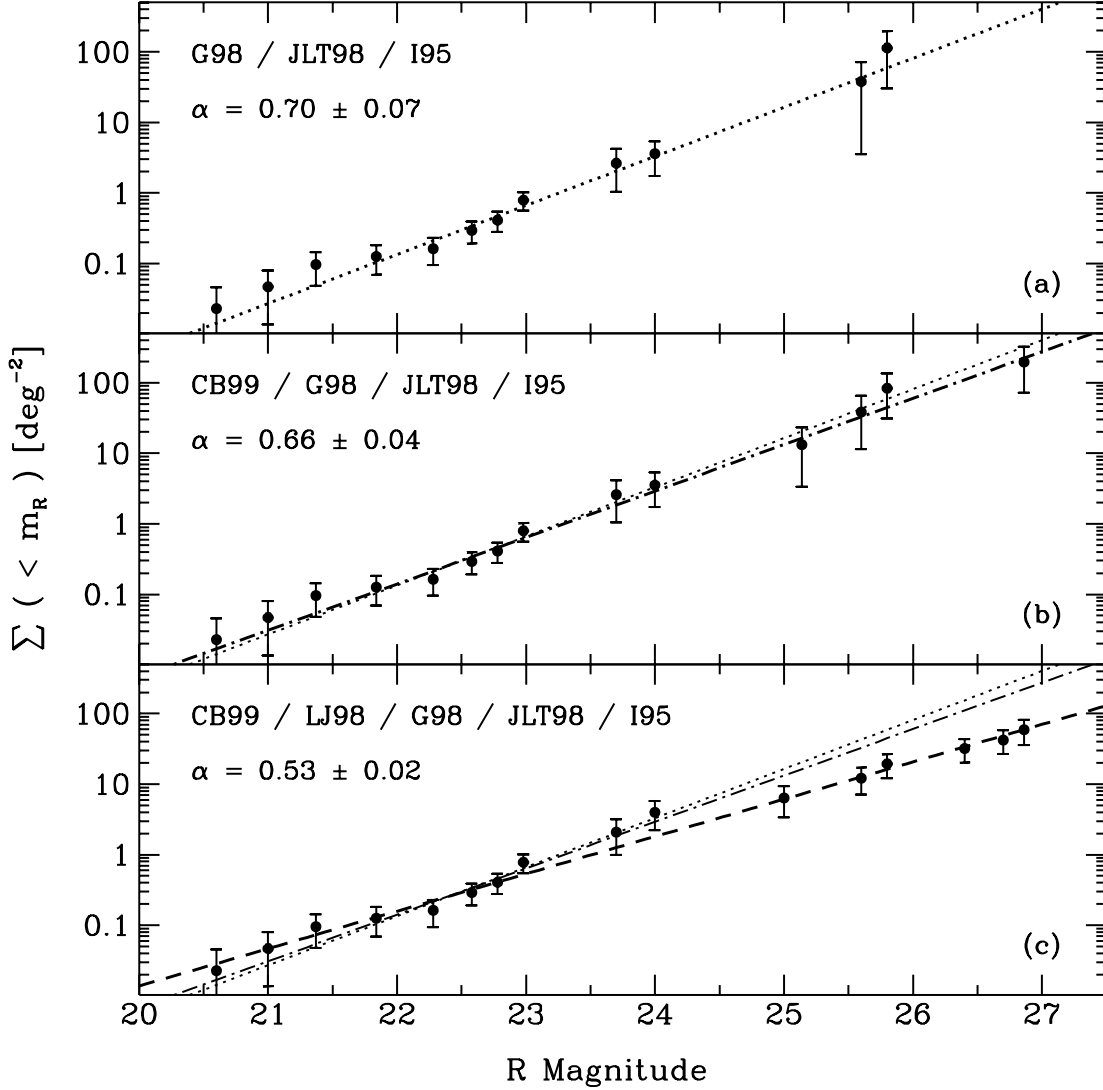 G98 / JLT98 / I95
α = 0.70 ± 0.07
100
10
1
0.1
(a)
CB99 / G98 / JLT98 / I95
α = 0.66 ± 0.04
100
10
1
0.1
(b)
CB99 / LJ98 / G98 / JLT98 / I95
α = 0.53 ± 0.02
100
10
1
0.1
(c)
∑ ( < m_R ) [deg⁻²]
20 21 22 23 24 25 26 27
R Magnitude